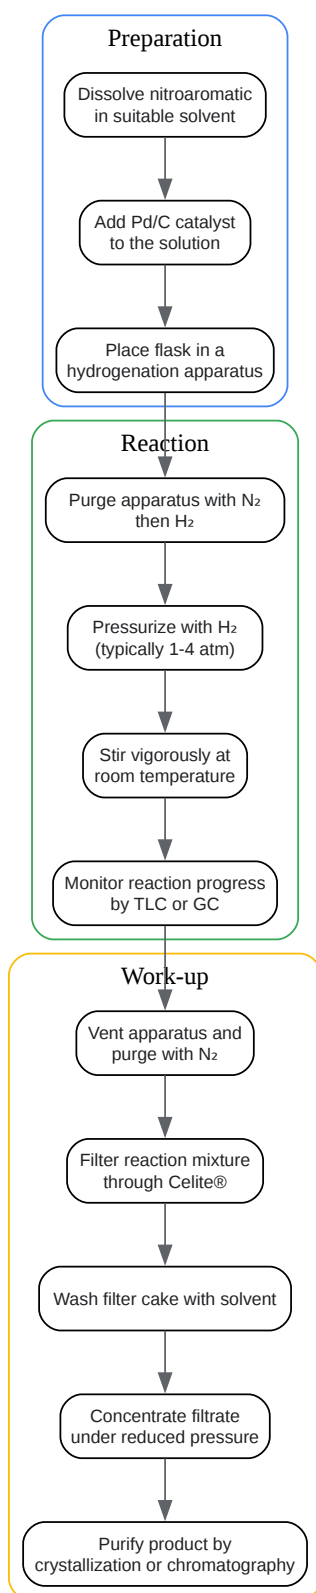 Preparation
Dissolve nitroaromatic
in suitable solvent
Add Pd/C catalyst
to the solution
Place flask in a
hydrogenation apparatus
Reaction
Purge apparatus with N₂
then H₂
Pressurize with H₂
(typically 1-4 atm)
Stir vigorously at
room temperature
Monitor reaction progress
by TLC or GC
Work-up
Vent apparatus and
purge with N₂
Filter reaction mixture
through Celite®
Wash filter cake with solvent
Concentrate filtrate
under reduced pressure
Purify product by
crystallization or chromatography